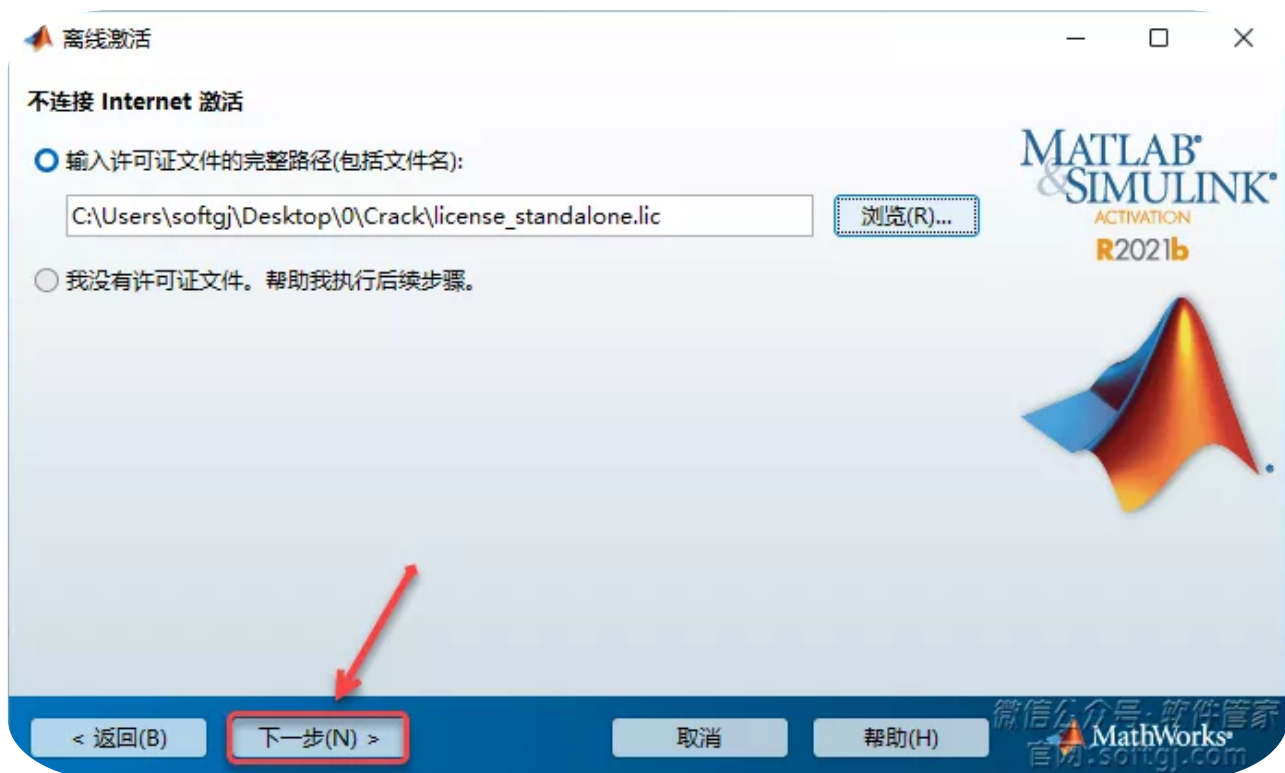 离线激活
不连接 Internet 激活
输入许可证文件的完整路径(包括文件名):
C:\Users\softgj\Desktop\0\Crack\license_standalone.lic
浏览(R)...
我没有许可证文件。帮助我执行后续步骤。
MATLAB®
&SIMULINK®
ACTIVATION
R2021b
< 返回(B)
下一步(N) >
取消
帮助(H)
MathWorks®
微信公众号:软件管家
官网:softgj.com